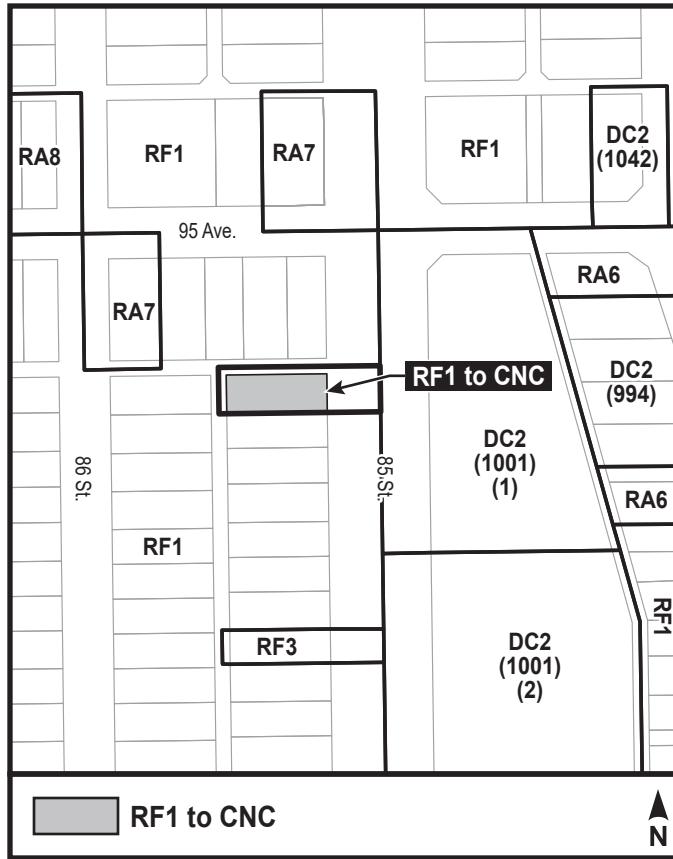 RA8
RF1
RA7
RF1
DC2
(1042)
95 Ave.
RA7
RA6
RF1 to CNC
DC2
(994)
DC2
(1001)
(1)
86 St.
85 St.
RA6
RF1
RF1
RF3
DC2
(1001)
(2)
RF1 to CNC
N